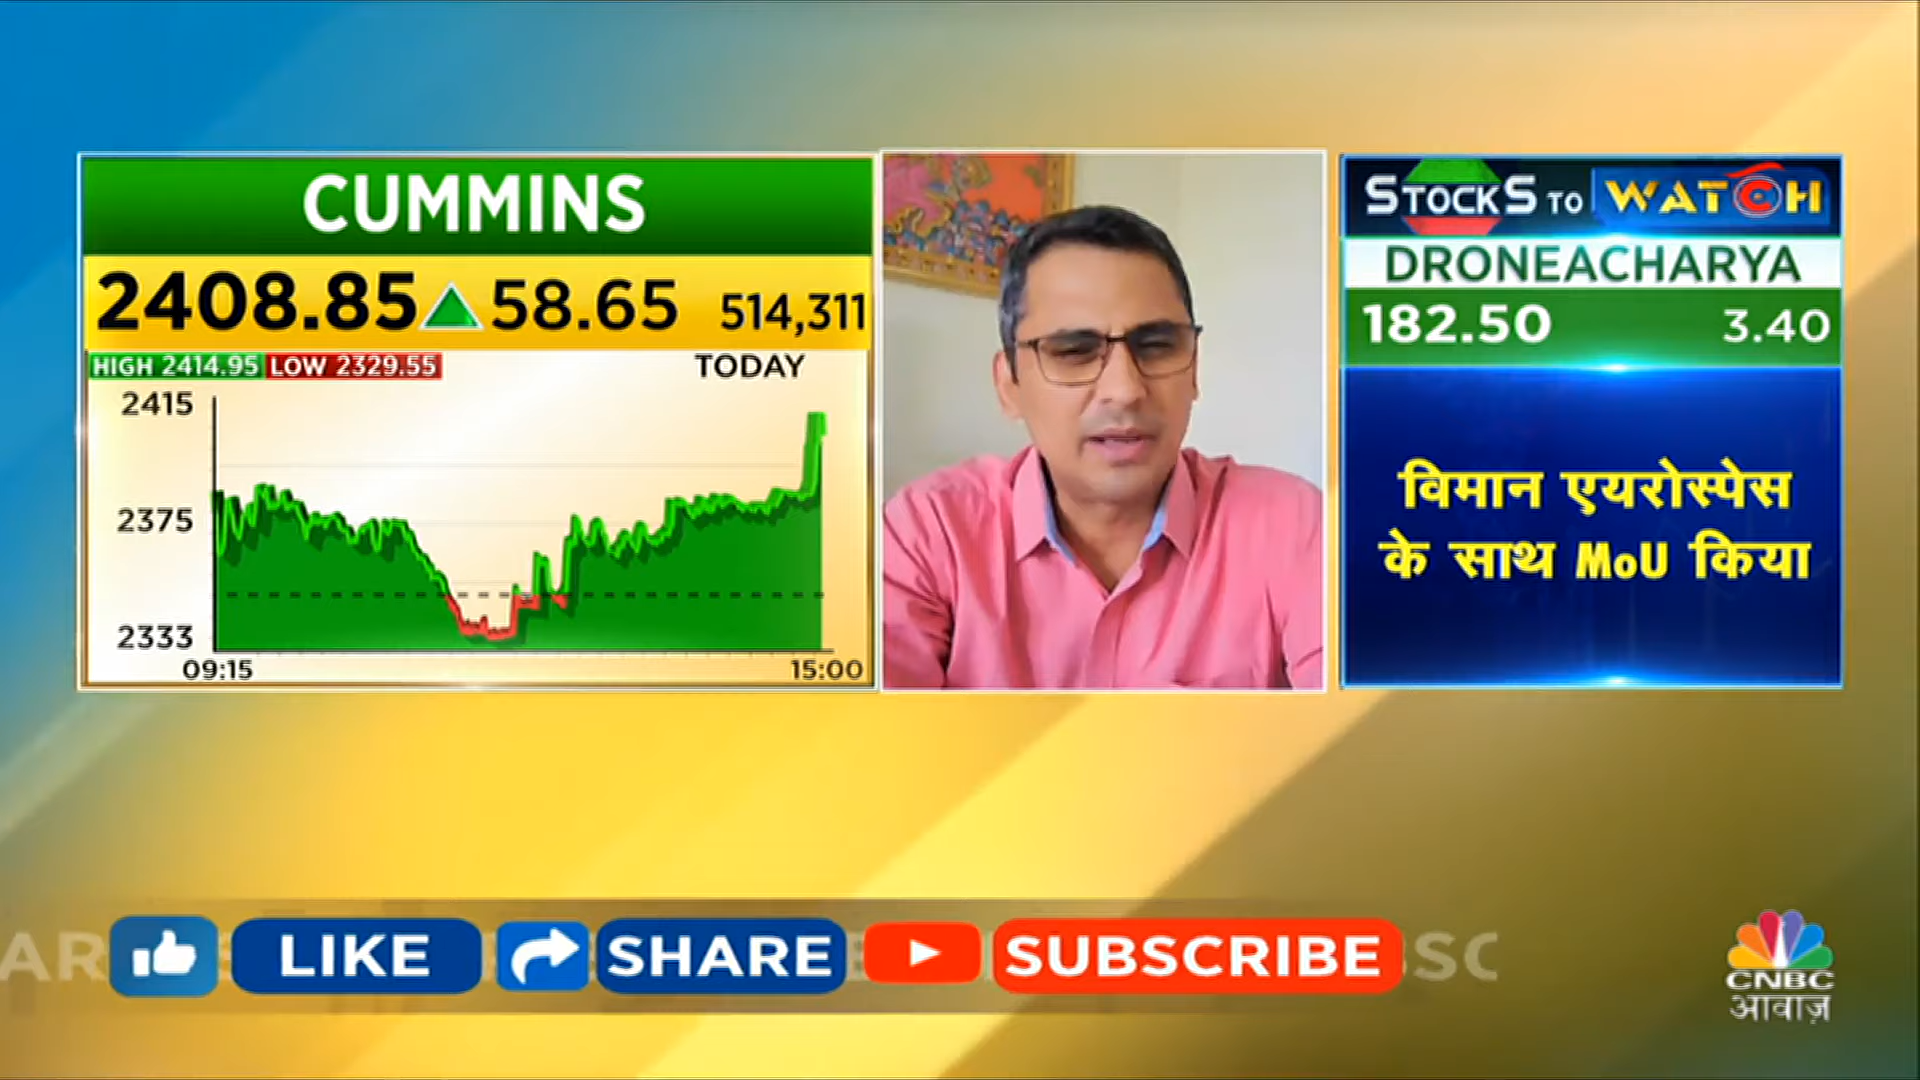 CUMMINS
2408.85 58.65 514,311
HIGH 2414.95 LOW 2329.55 TODAY
2415
2375
2333
09:15 15:00
STOCKS TO WATCH
DRONEACHARYA
182.50 3.40
विमान एयरोस्पेस
के साथ MoU किया
LIKE SHARE SUBSCRIBE
CNBC
आवाज़